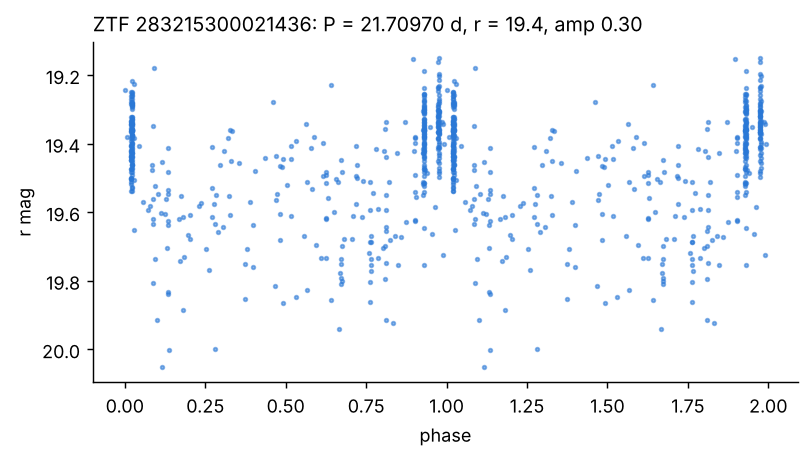 ZTF 283215300021436: P = 21.70970 d, r = 19.4, amp 0.30
19.2
19.4
19.6
19.8
20.0
r mag
0.00 0.25 0.50 0.75 1.00 1.25 1.50 1.75 2.00
phase